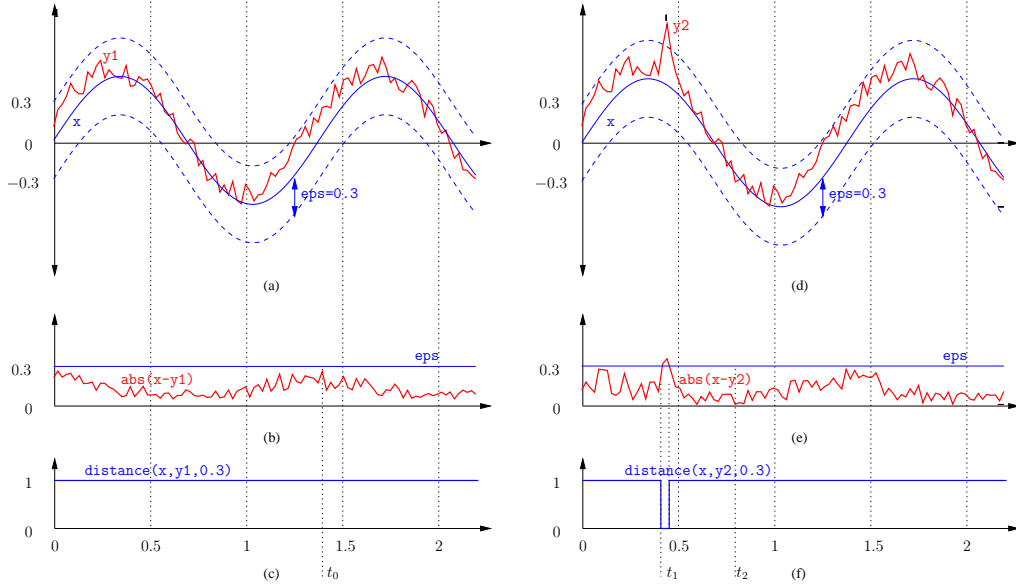 y1
0.3
x
0
−0.3
eps=0.3
(a)
eps
0.3
abs(x-y1)
0
(b)
distance(x,y1,0.3)
1
0
0 0.5 1 1.5 2
(c)
t0
y2
0.3
x
0
−0.3
eps=0.3
(d)
eps
0.3
abs(x-y2)
0
(e)
distance(x,y2,0.3)
1
0
0 0.5 1 1.5 2
t1 t2 (f)